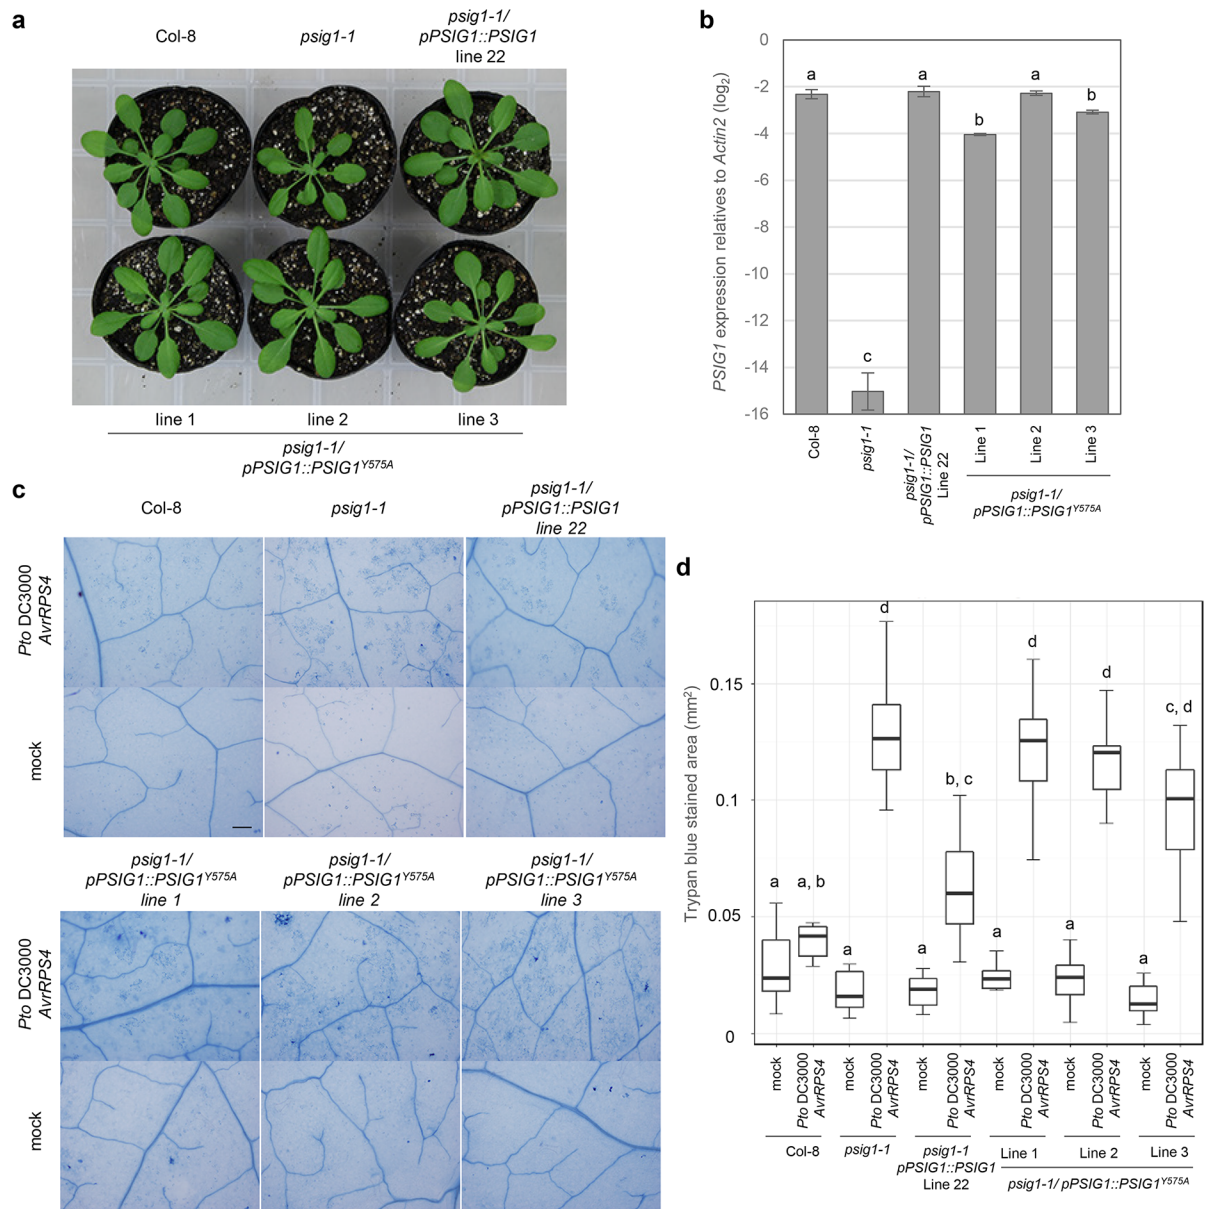 a
Col-8
psig1-1
psig1-1/
pPSIG1::PSIG1
line 22
line 1
line 2
line 3
psig1-1/
pPSIG1::PSIG1Y575A
b
PSIG1 expression relatives to Actin2 (log2)
0
-2
-4
-6
-8
-10
-12
-14
-16
a
c
a
b
a
b
Col-8
psig1-1
psig1-1/
pPSIG1::PSIG1
Line 22
Line 1
Line 2
Line 3
psig1-1/
pPSIG1::PSIG1Y575A
c
Col-8
psig1-1
psig1-1/
pPSIG1::PSIG1
line 22
Pto DC3000
AvrRPS4
mock
psig1-1/
pPSIG1::PSIG1Y575A
line 1
psig1-1/
pPSIG1::PSIG1Y575A
line 2
psig1-1/
pPSIG1::PSIG1Y575A
line 3
Pto DC3000
AvrRPS4
mock
d
Trypan blue stained area (mm2)
0.15
0.1
0.05
0
a
a, b
a
d
a
b, c
a
d
a
d
a
c, d
mock
Pto DC3000
AvrRPS4
mock
Pto DC3000
AvrRPS4
mock
Pto DC3000
AvrRPS4
mock
Pto DC3000
AvrRPS4
mock
Pto DC3000
AvrRPS4
mock
Pto DC3000
AvrRPS4
Col-8
psig1-1
psig1-1
pPSIG1::PSIG1
Line 22
Line 1
Line 2
Line 3
psig1-1/ pPSIG1::PSIG1Y575A